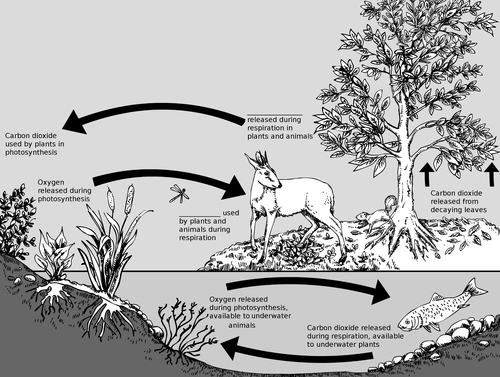 released during
respiration in
plants and animals
Carbon dioxide
used by plants in
photosynthesis
Oxygen
released during
photosynthesis
used
by plants and
animals during
respiration
Carbon dioxide
released from
decaying leaves
Oxygen released
during photosynthesis,
available to underwater
animals
Carbon dioxide released
during respiration, available
to underwater plants